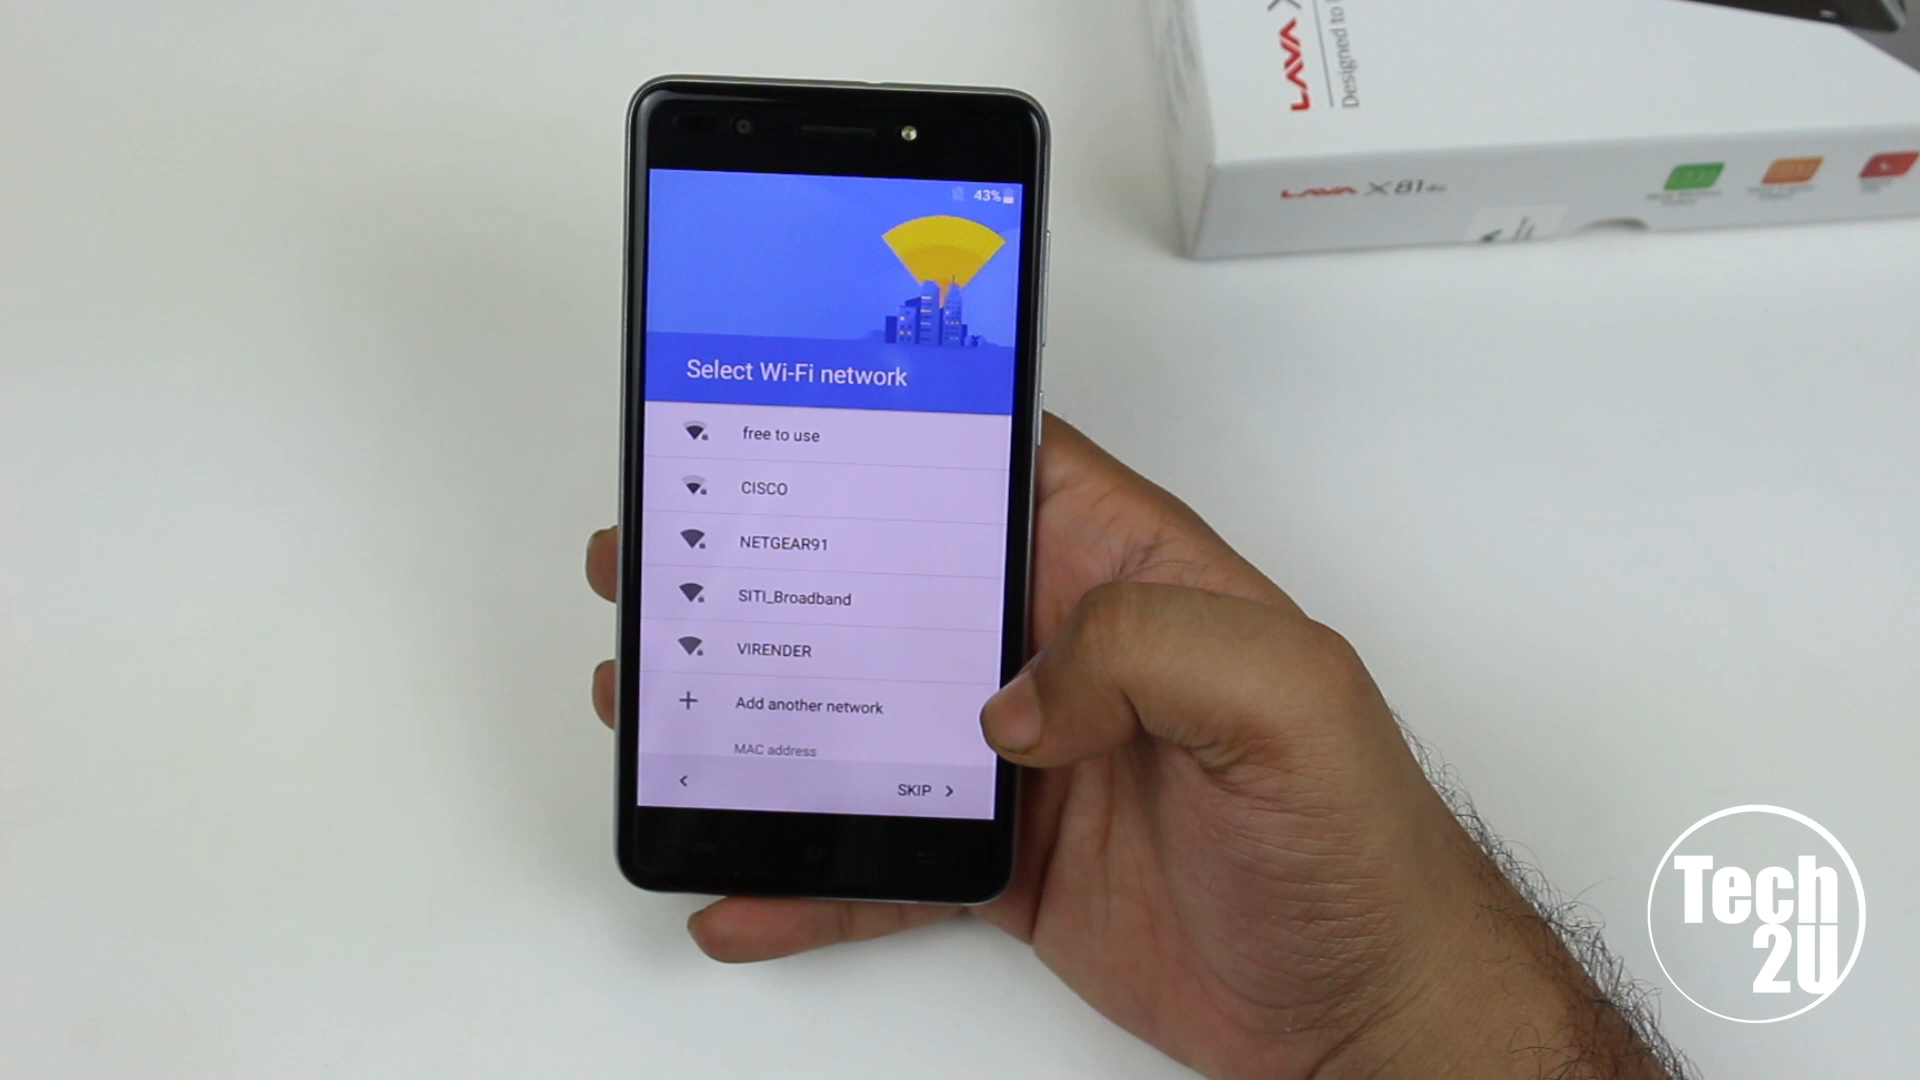 LAVA X
Designed to
LAVA X81 4G
43%
Select Wi-Fi network
free to use
CISCO
NETGEAR91
SITI_Broadband
VIRENDER
Add another network
MAC address
SKIP
Tech
2U